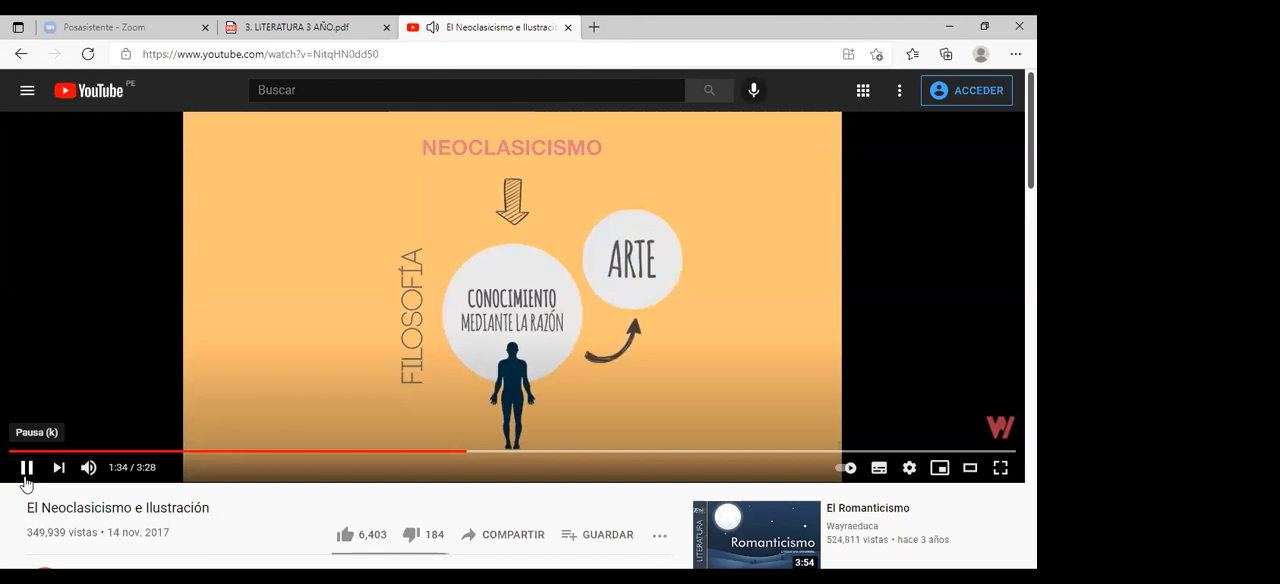 Posasistente - Zoom
3. LITERATURA 3 AÑO.pdf
El Neoclasicismo e Ilustraci
https://www.youtube.com/watch?v=NitqHN0dd50
YouTube PE
Buscar
ACCEDER
NEOCLASICISMO
FILOSOFÍA
CONOCIMIENTO
MEDIANTE LA RAZÓN
ARTE
W
Pausa (k)
1:34 / 3:28
El Neoclasicismo e Ilustración
349,939 vistas • 14 nov. 2017
6,403
184
COMPARTIR
GUARDAR
LITERATURA
Romanticismo
3:54
El Romanticismo
Wayraeduca
524,811 vistas • hace 3 años